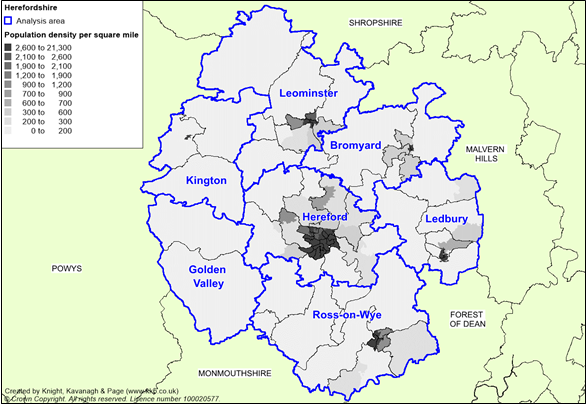 Herefordshire
Analysis area
Population density per square mile
2,600 to 21,300
2,100 to 2,600
1,900 to 2,100
1,200 to 1,900
900 to 1,200
700 to 900
600 to 700
300 to 600
200 to 300
0 to 200
SHROPSHIRE
Leominster
Bromyard
MALVERN
HILLS
Kington
Hereford
Ledbury
POWYS
Golden
Valley
Ross-on-Wye
FOREST
OF DEAN
MONMOUTHSHIRE
Created by Knight, Kavanagh & Page (www.kkp.co.uk)
© Crown Copyright. All rights reserved. Licence number 100020577.